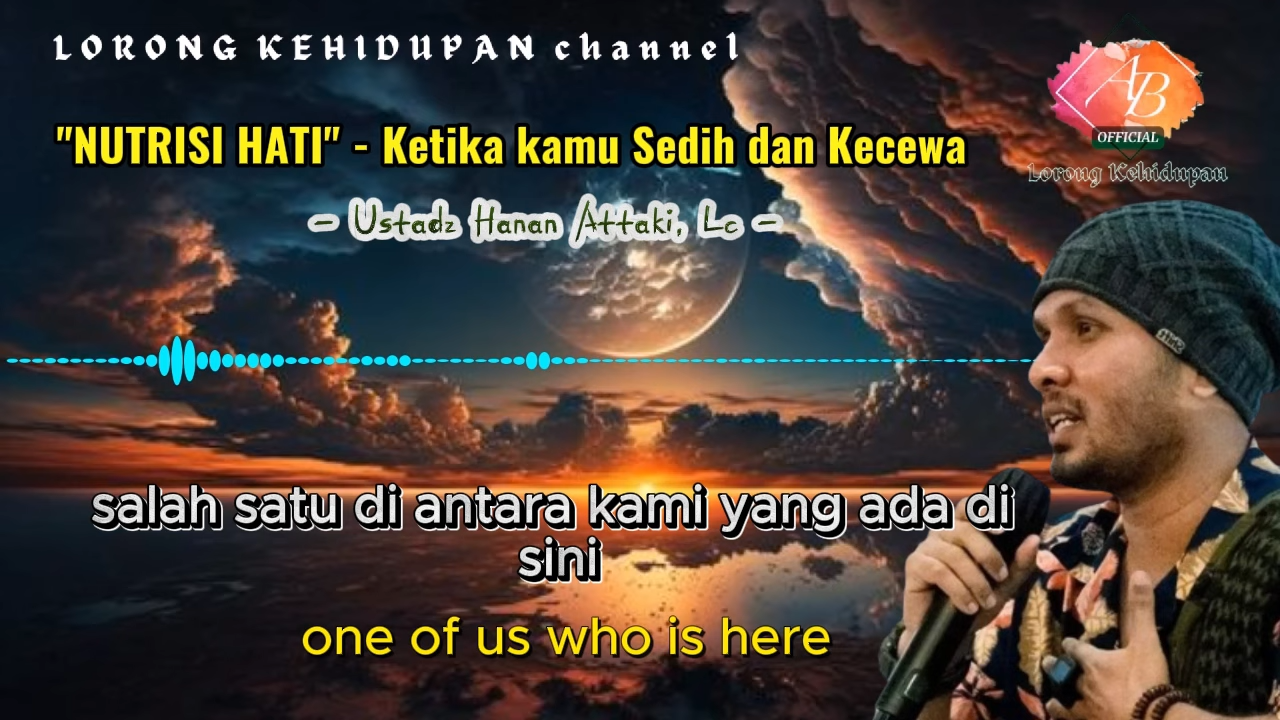 LORONG KEHIDUPAN channel
AB
OFFICIAL
Lorong Kehidupan
"NUTRISI HATI" - Ketika kamu Sedih dan Kecewa
- Ustadz Hanan Attaki, Lc -
salah satu di antara kami yang ada di
sini
one of us who is here